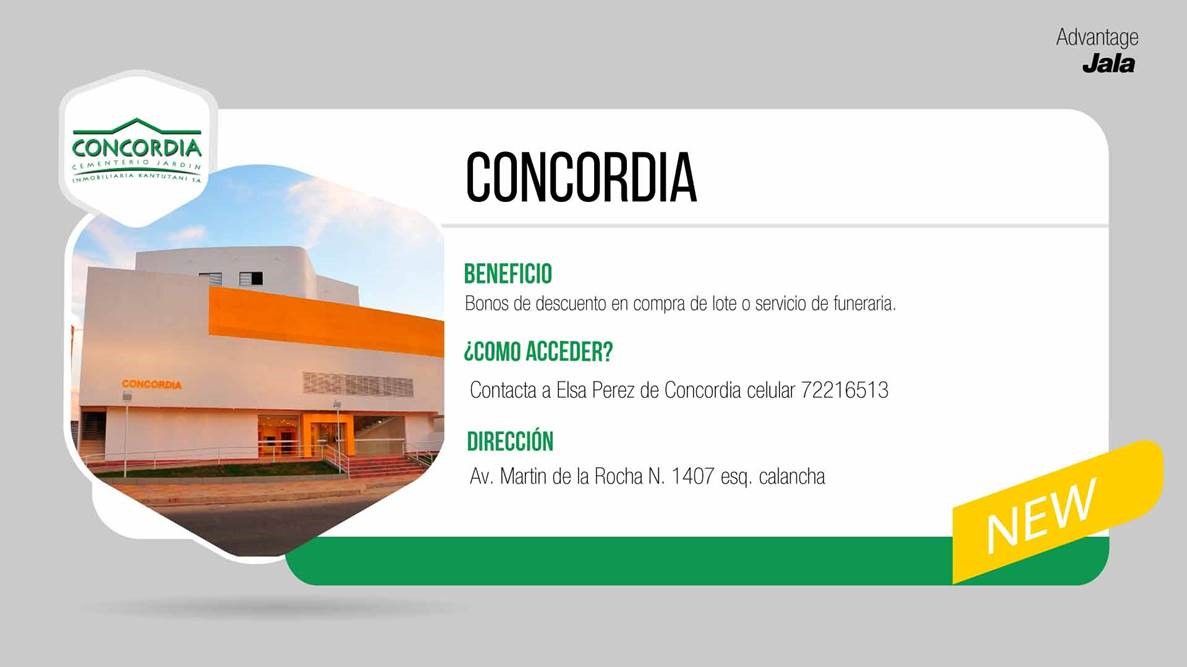 Advantage
Jala
CONCORDIA
CEMENTERIO JARDIN
INMOBILIARIA KANTUTANI SA
CONCORDIA
BENEFICIO
Bonos de descuento en compra de lote o servicio de funeraria.
¿COMO ACCEDER?
Contacta a Elsa Perez de Concordia celular 72216513
DIRECCIÓN
Av. Martin de la Rocha N. 1407 esq. calancha
CONCORDIA
NEW